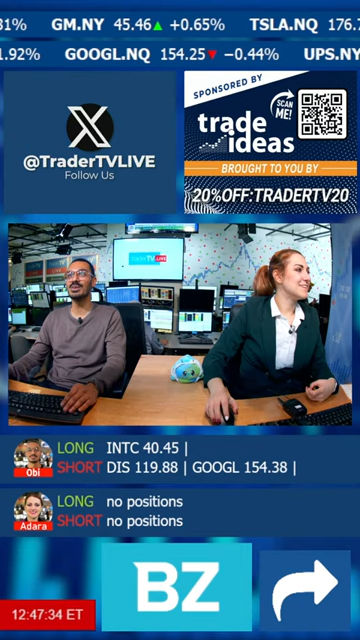 31% GM.NY 45.46▲ +0.65% TSLA.NQ 176.
1.92% GOOGL.NQ 154.25▼ −0.44% UPS.NY
X
@TraderTVLIVE
Follow Us
SPONSORED BY
SCAN ME!
trade ideas
BROUGHT TO YOU BY
20%OFF:TRADERTV20
TraderTV LIVE
LONG INTC 40.45 |
SHORT DIS 119.88 | GOOGL 154.38 |
Obi
LONG no positions
SHORT no positions
Adara
12:47:34 ET
BZ